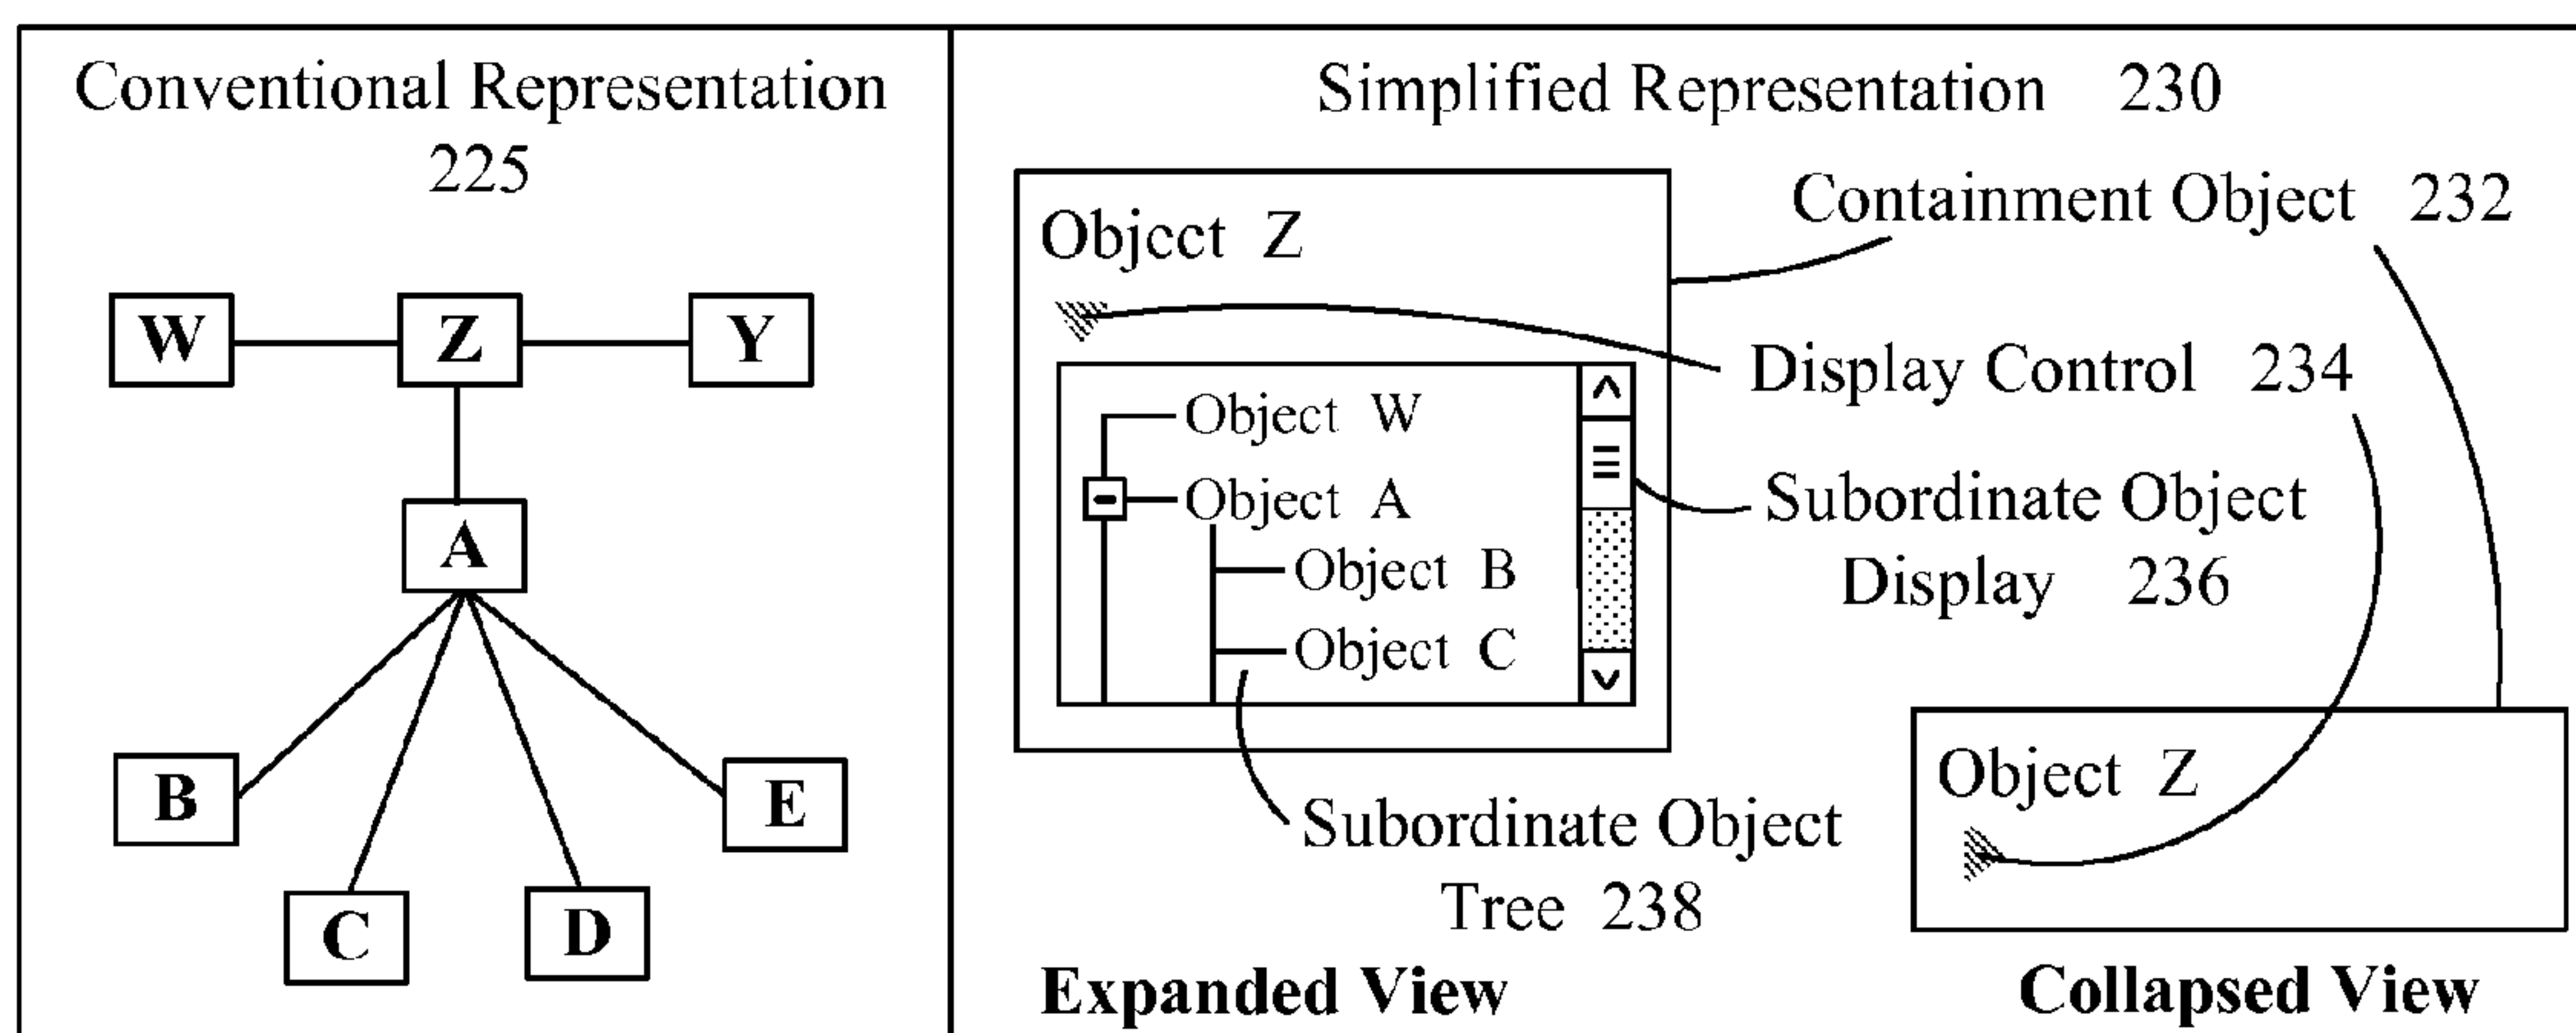 Conventional Representation
225
W
Z
Y
A
B
E
C
D
Simplified Representation 230
Objcct Z
Containment Object 232
Display Control 234
Object W
Object A
Object B
Object C
Subordinate Object
Display 236
Subordinate Object
Tree 238
Object Z
Expanded View
Collapsed View